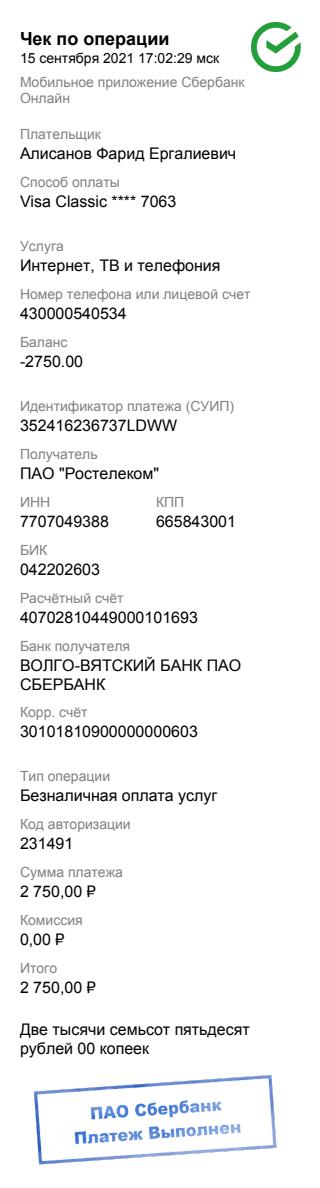 Чек по операции
15 сентября 2021 17:02:29 мск
Мобильное приложение Сбербанк
Онлайн
Плательщик
Алисанов Фарид Ергалиевич
Способ оплаты
Visa Classic **** 7063
Услуга
Интернет, ТВ и телефония
Номер телефона или лицевой счет
430000540534
Баланс
-2750.00
Идентификатор платежа (СУИП)
352416236737LDWW
Получатель
ПАО "Ростелеком"
ИНН КПП
7707049388 665843001
БИК
042202603
Расчётный счёт
40702810449000101693
Банк получателя
ВОЛГО-ВЯТСКИЙ БАНК ПАО
СБЕРБАНК
Корр. счёт
30101810900000000603
Тип операции
Безналичная оплата услуг
Код авторизации
231491
Сумма платежа
2 750,00 ₽
Комиссия
0,00 ₽
Итого
2 750,00 ₽
Две тысячи семьсот пятьдесят
рублей 00 копеек
ПАО Сбербанк
Платеж Выполнен